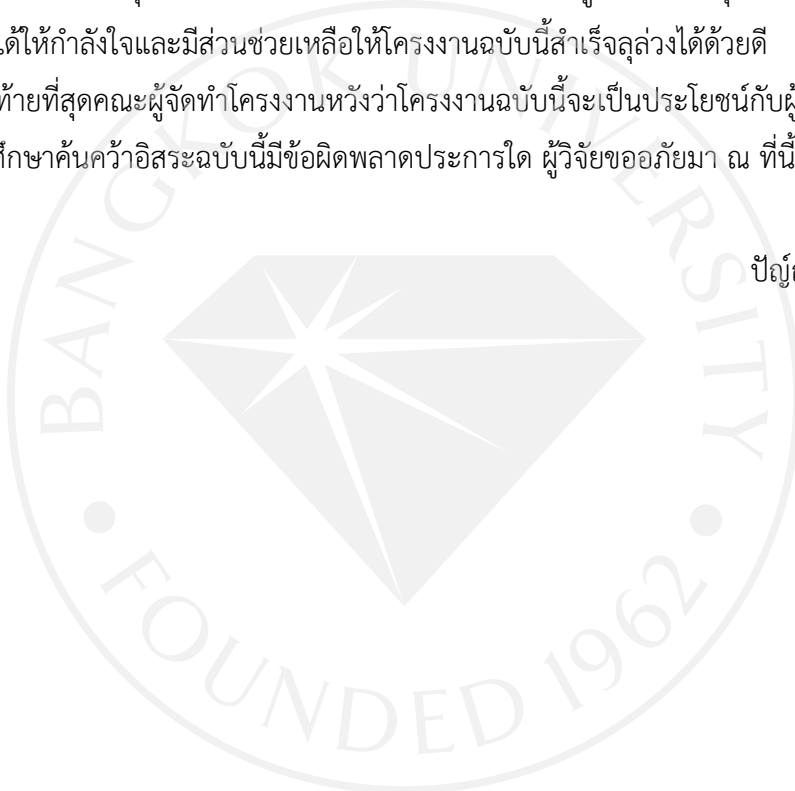 ได้ให้กำลังใจและมีส่วนช่วยเหลือให้โครงงานฉบับนี้สำเร็จลุล่วงได้ด้วยดี
ท้ายที่สุดคณะผู้จัดทำโครงงานหวังว่าโครงงานฉบับนี้จะเป็นประโยชน์กับผู้
ศึกษาค้นคว้าอิสระฉบับนี้มีข้อผิดพลาดประการใด ผู้วิจัยขออภัยมา ณ ที่นี้
BANGKOK UNIVERSITY
FOUNDED 1962